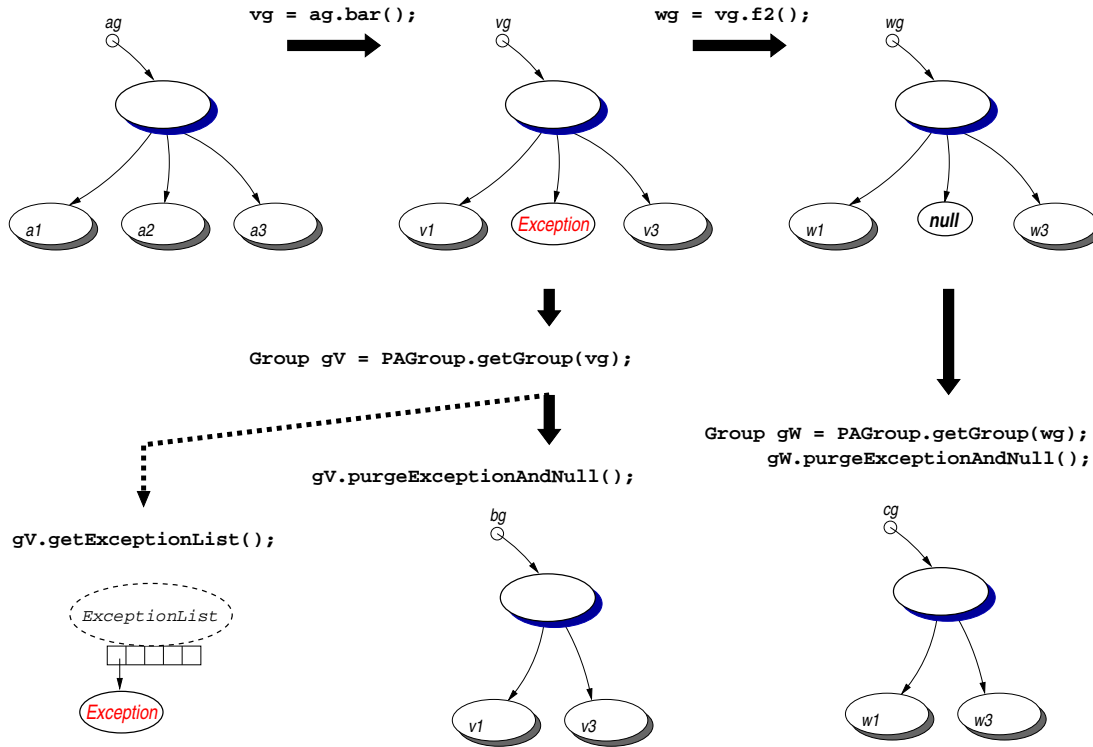 ag
vg = ag.bar();
vg
wg = vg.f2();
wg
a1
a2
a3
v1
Exception
v3
w1
null
w3
Group gV = PAGroup.getGroup(vg);
Group gW = PAGroup.getGroup(wg);
gW.purgeExceptionAndNull();
gV.purgeExceptionAndNull();
gV.getExceptionList();
bg
cg
ExceptionList
Exception
v1
v3
w1
w3